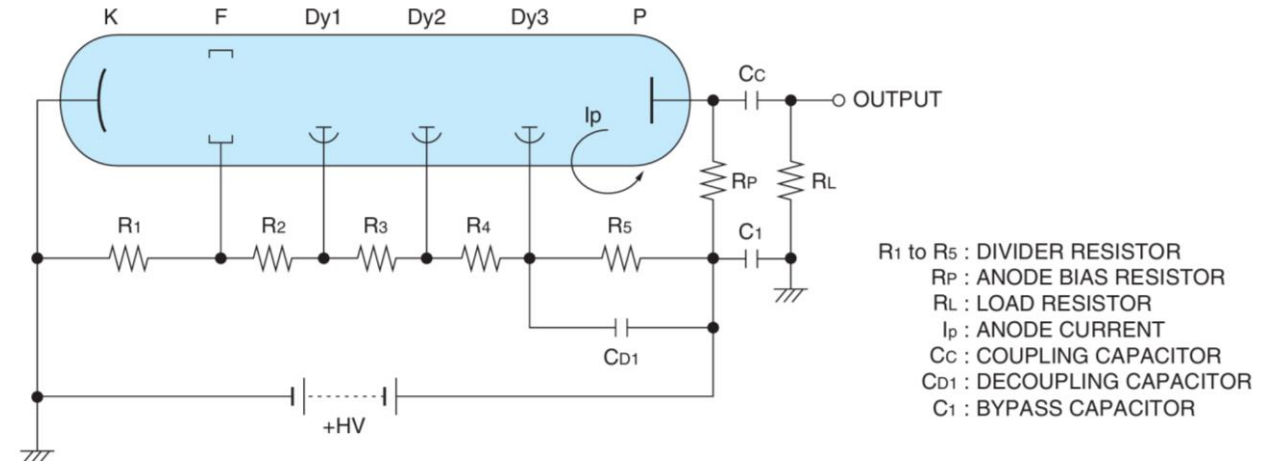 K F Dy1 Dy2 Dy3 P
CC
OUTPUT
Ip
RP RL
R1 R2 R3 R4 R5 C1
CD1
+HV
R1 to R5 : DIVIDER RESISTOR
RP : ANODE BIAS RESISTOR
RL : LOAD RESISTOR
Ip : ANODE CURRENT
CC : COUPLING CAPACITOR
CD1 : DECOUPLING CAPACITOR
C1 : BYPASS CAPACITOR